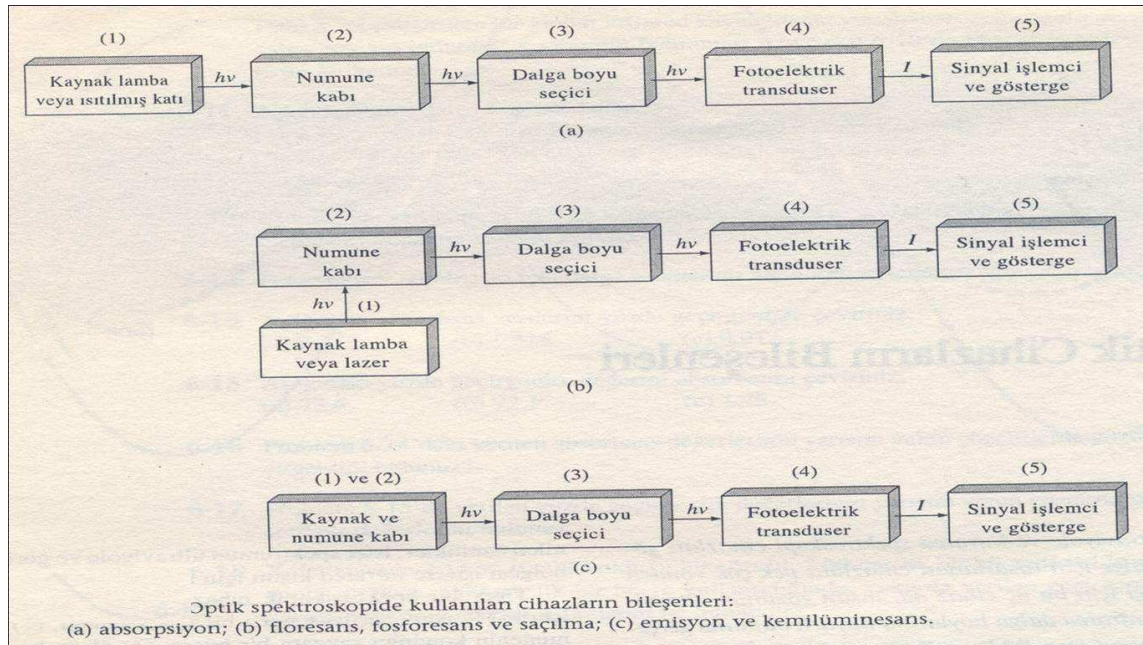 (1)
(2)
(3)
(4)
(5)
Kaynak lamba
veya ısıtılmış katı
hν
Numune
kabı
hν
Dalga boyu
seçici
hν
Fotoelektrik
transduser
I
Sinyal işlemci
ve gösterge
(a)
(2)
(3)
(4)
(5)
Numune
kabı
hν
Dalga boyu
seçici
hν
Fotoelektrik
transduser
I
Sinyal işlemci
ve gösterge
hν
(1)
Kaynak lamba
veya lazer
(b)
(1) ve (2)
(3)
(4)
(5)
Kaynak ve
numune kabı
hν
Dalga boyu
seçici
hν
Fotoelektrik
transduser
I
Sinyal işlemci
ve gösterge
(c)
Optik spektroskopide kullanılan cihazların bileşenleri:
(a) absorpsiyon; (b) floresans, fosforesans ve saçılma; (c) emisyon ve kemilüminesans.